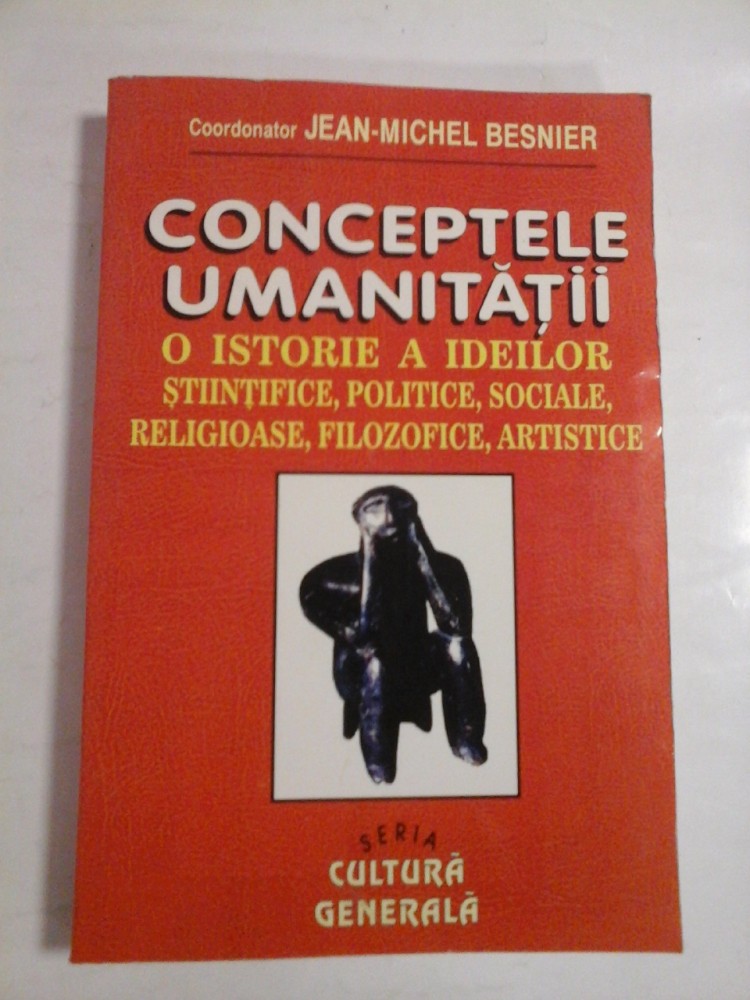 Coordonator JEAN-MICHEL BESNIER
CONCEPTELE
UMANITĂȚII
O ISTORIE A IDEILOR
ȘTIINȚIFICE, POLITICE, SOCIALE,
RELIGIOASE, FILOZOFICE, ARTISTICE
SERIA
CULTURĂ
GENERALĂ